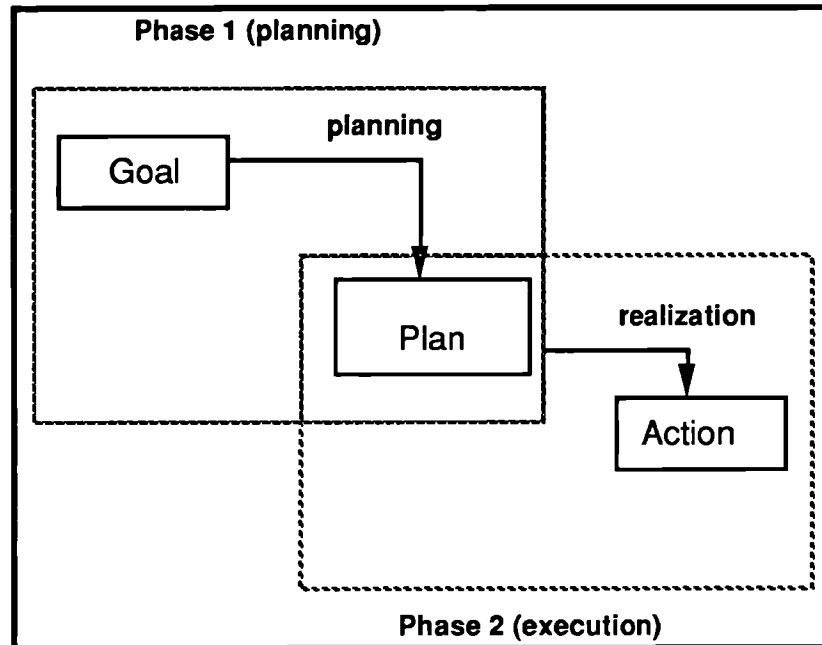 Phase 1 (planning)
planning
Goal
Plan
realization
Action
Phase 2 (execution)